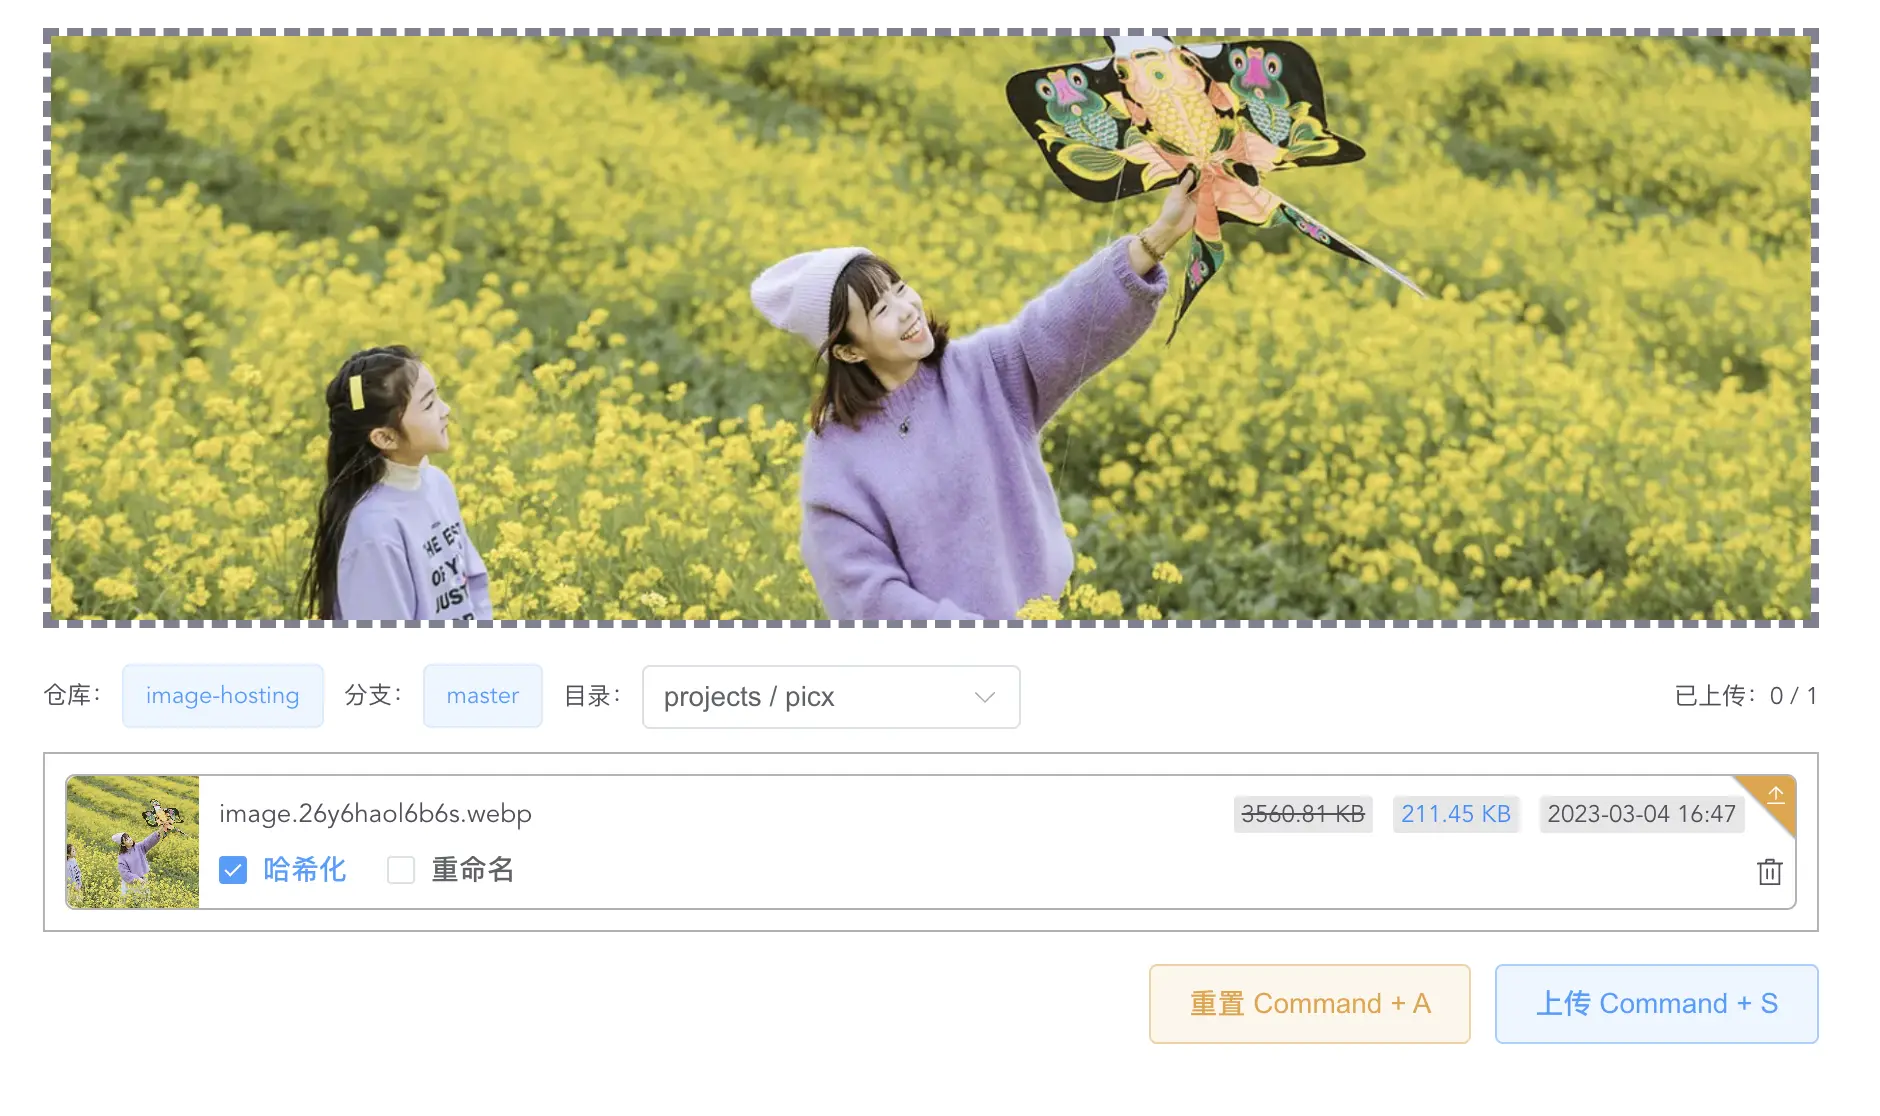 HE EST
OF Y
JUST
仓库： image-hosting 分支： master 目录： projects / picx 已上传：0 / 1
image.26y6haol6b6s.webp 3560.81 KB 211.45 KB 2023-03-04 16:47
哈希化 重命名
重置 Command + A 上传 Command + S